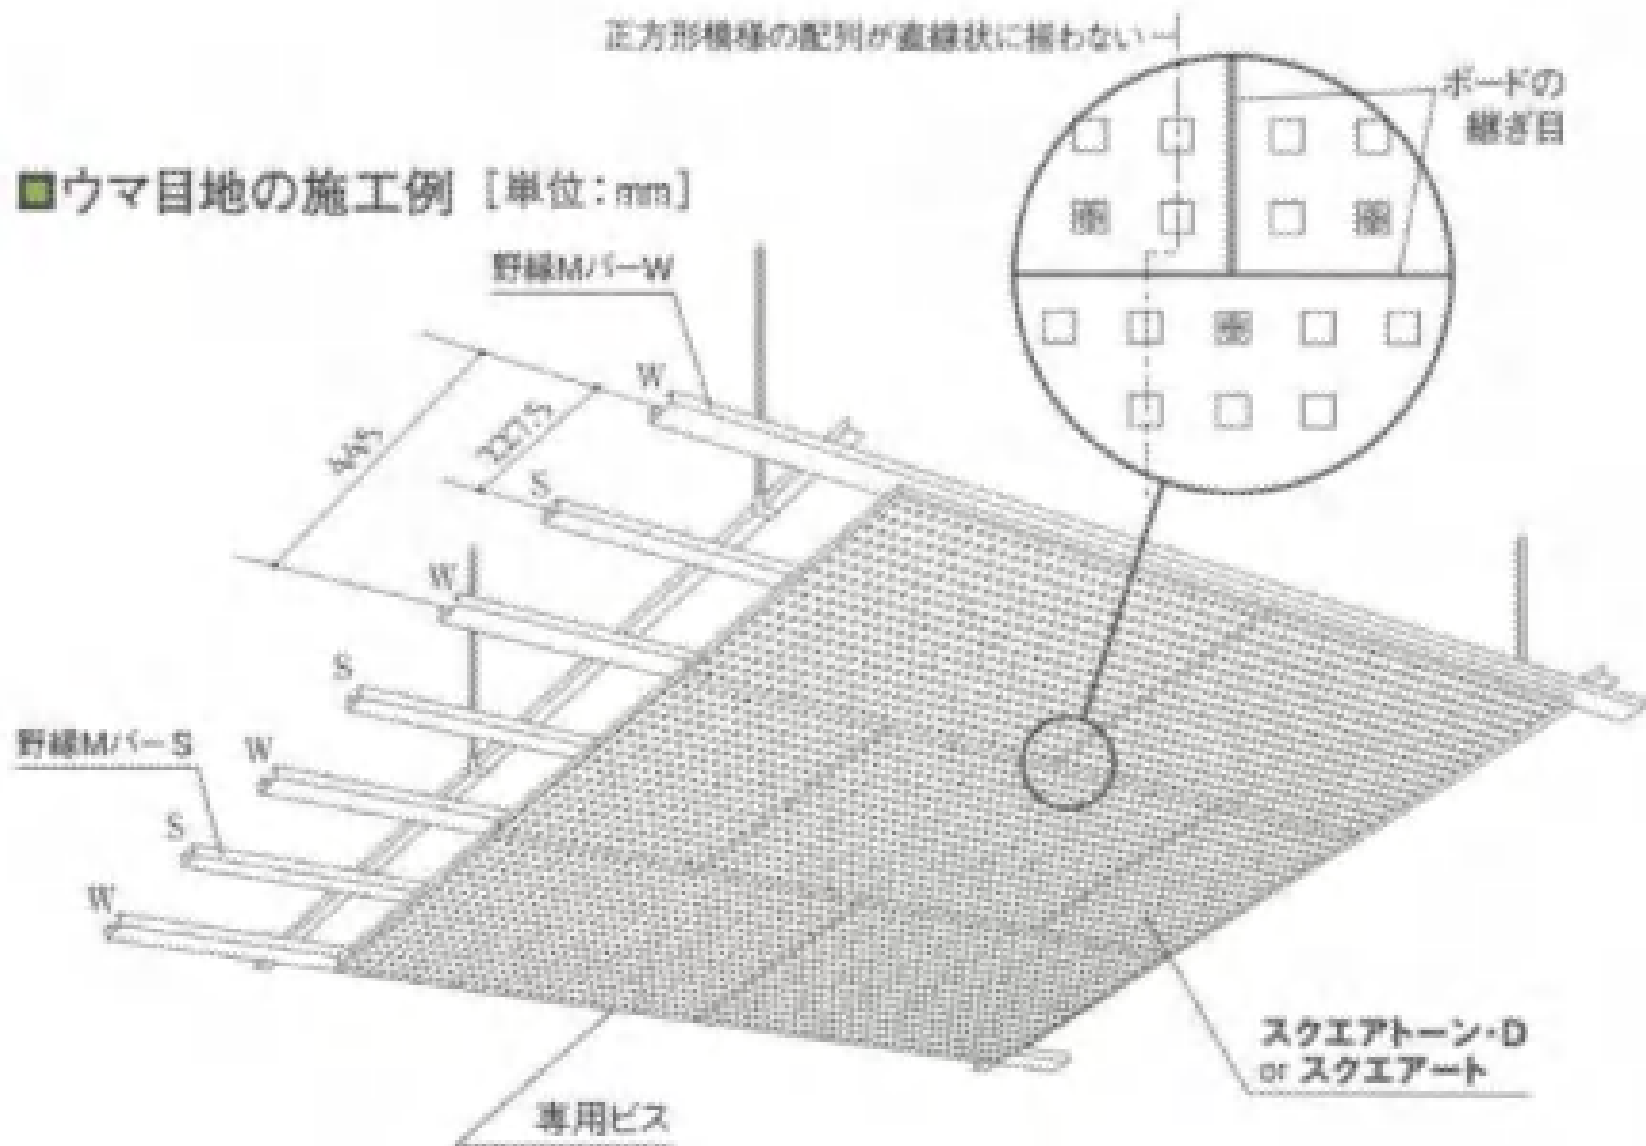 正方形模様の配列が直線状に揃わない
ボードの
継ぎ目
■ウマ目地の施工例 [単位:mm]
野縁Mバーw
W
S
W
S
野縁MバーS
W
S
W
スクエアトーン・D
or スクエアート
専用ビス